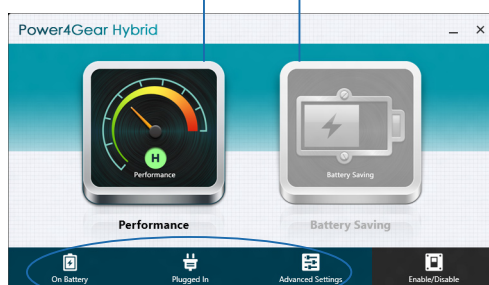 Power4Gear Hybrid
H
Performance
Battery Saving
Performance
Battery Saving
On Battery
Plugged In
Advanced Settings
Enable/Disable